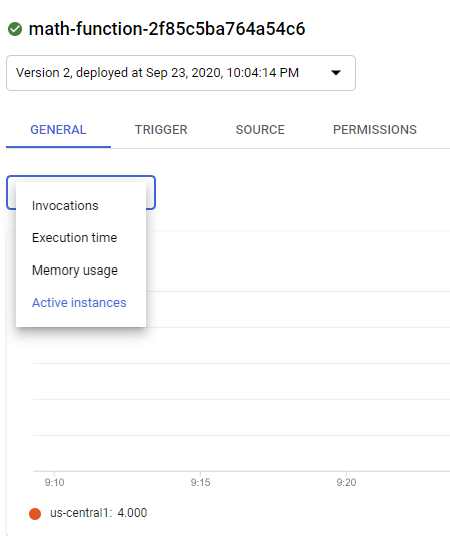 math-function-2f85c5ba764a54c6
Version 2, deployed at Sep 23, 2020, 10:04:14 PM
GENERAL TRIGGER SOURCE PERMISSIONS
Invocations
Execution time
Memory usage
Active instances
9:10 9:15 9:20
us-central1: 4.000